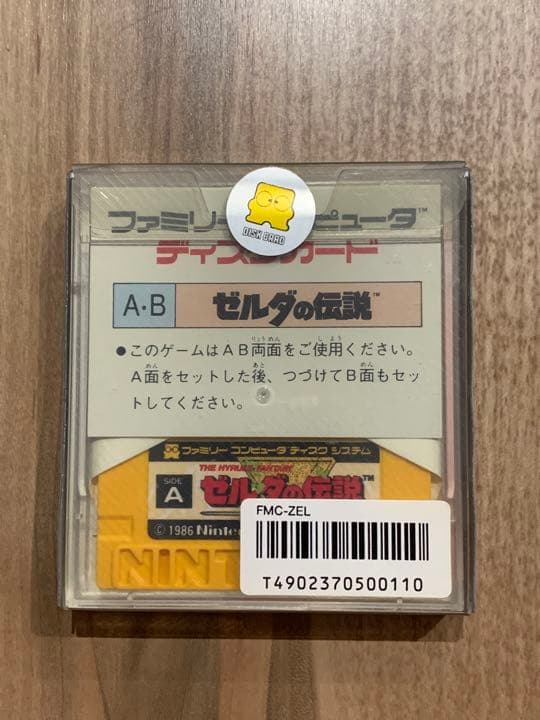 DISK BARD
ファミリーコンピュータ™
ディスクカード
A・B ゼルダの伝説™
●このゲームはAB両面をご使用ください。
A面をセットした後、つづけてB面もセッ
トしてください。
ファミリー コンピュータ ディスク システム
THE HYRULE FANTASY
SIDE A ゼルダの伝説™
© 1986 Ninten
NINT
FMC-ZEL
T4902370500110